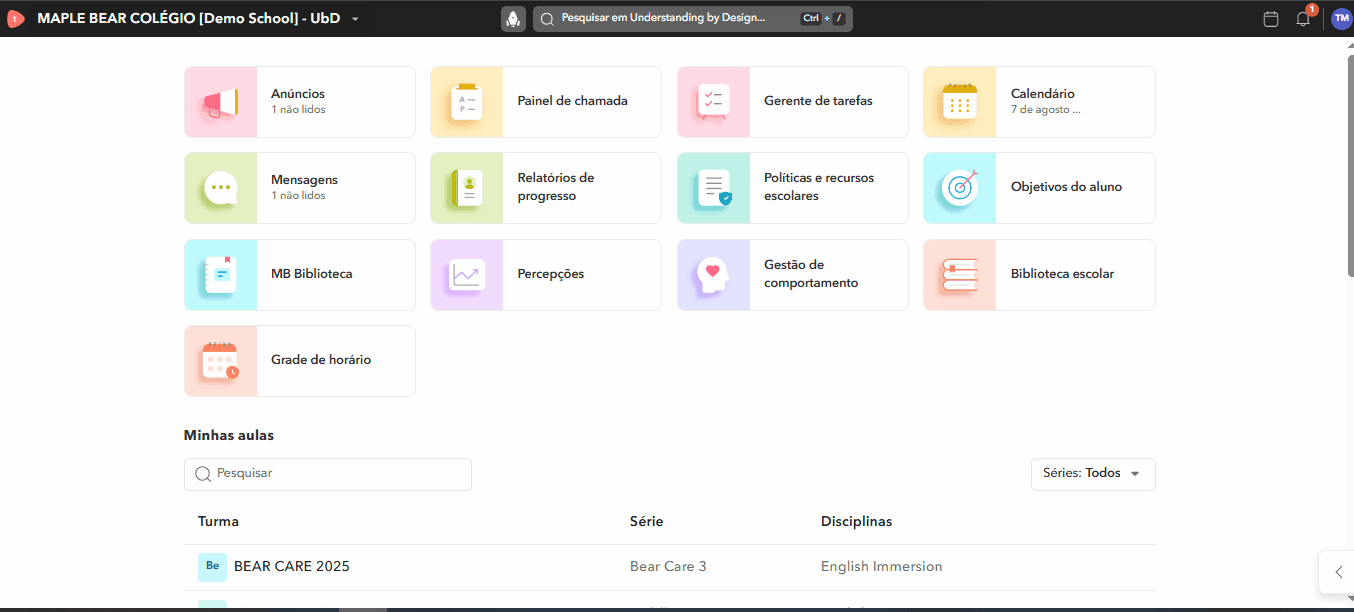 MAPLE BEAR COLÉGIO [Demo School] - UbD
Pesquisar em Understanding by Design...
Ctrl + /
1
TM
Anúncios
1 não lidos
Painel de chamada
Gerente de tarefas
Calendário
7 de agosto ...
Mensagens
1 não lidos
Relatórios de
progresso
Políticas e recursos
escolares
Objetivos do aluno
MB Biblioteca
Percepções
Gestão de
comportamento
Biblioteca escolar
Grade de horário
Minhas aulas
Pesquisar
Séries: Todos
Turma
Série
Disciplinas
Be
BEAR CARE 2025
Bear Care 3
English Immersion